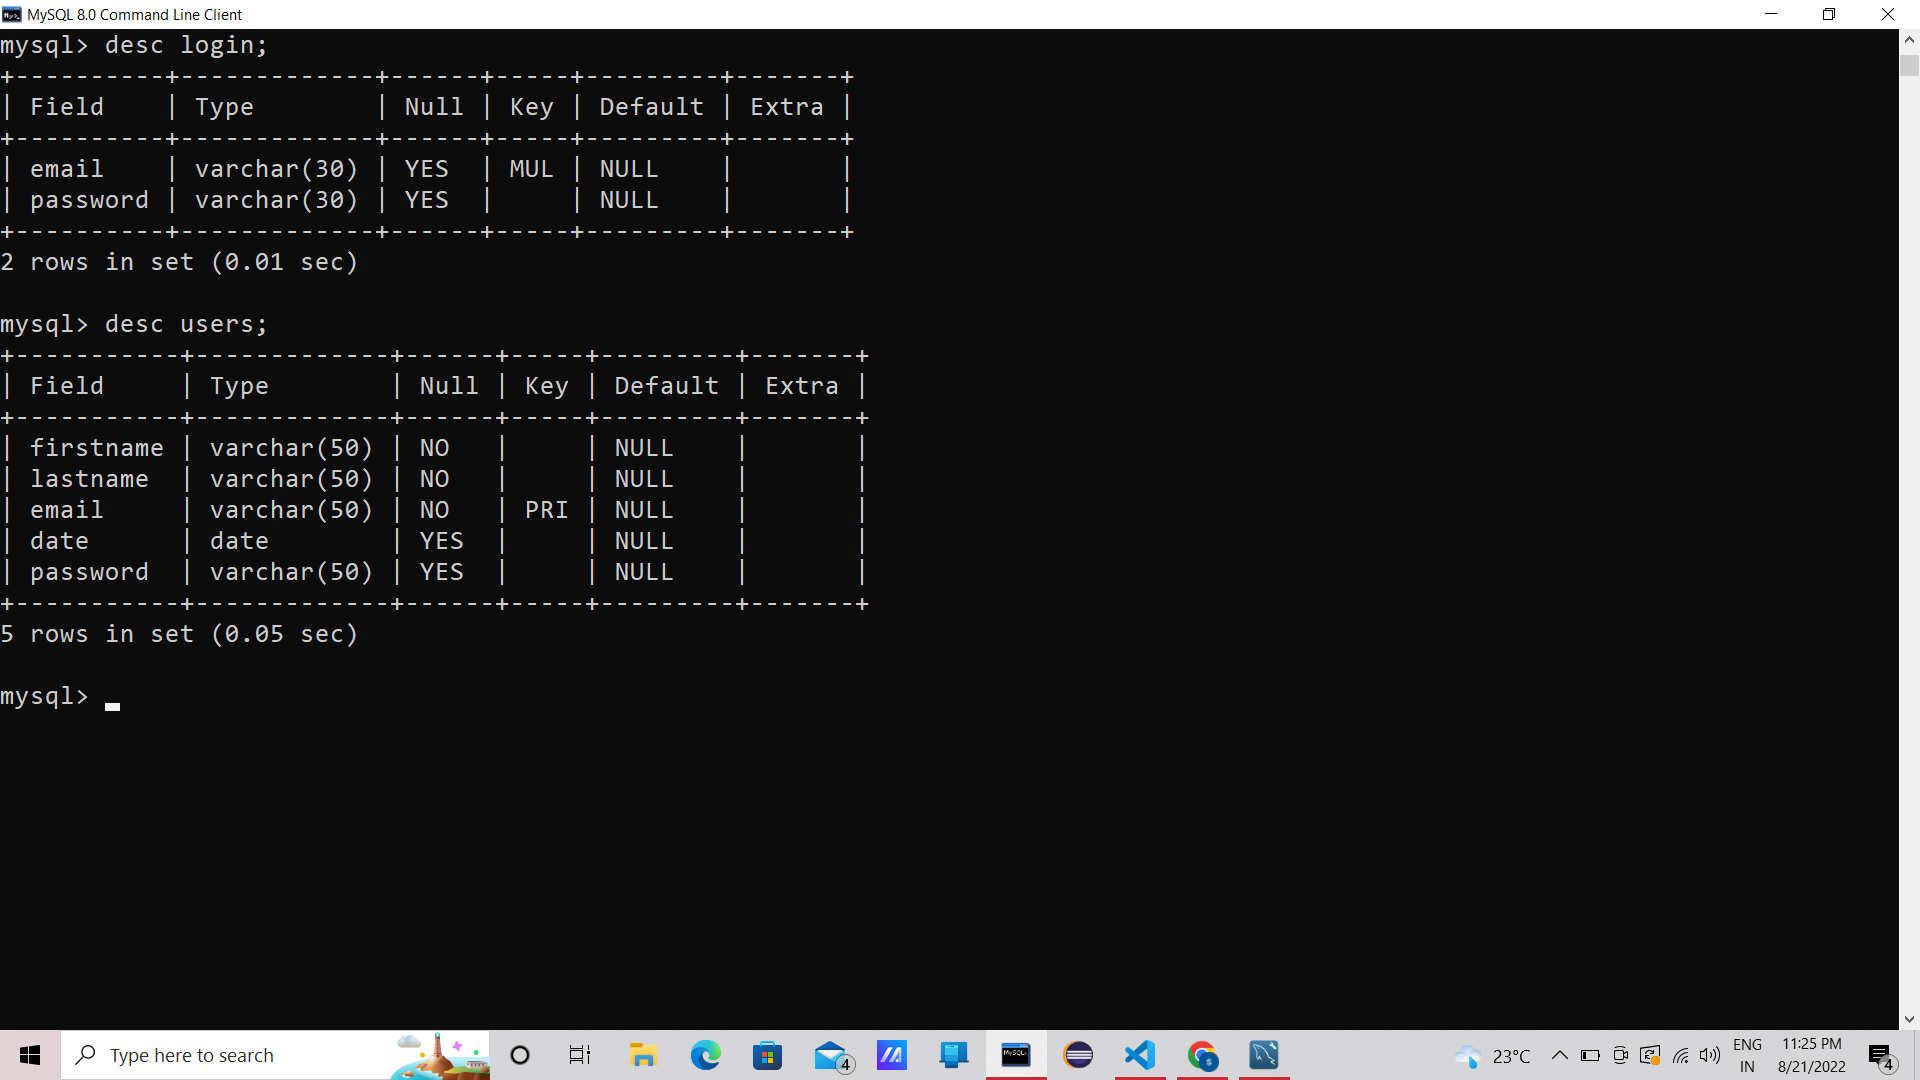 MySQL 8.0 Command Line Client
mysql> desc login;
+----------+-------------+------+-----+---------+-------+
| Field    | Type        | Null | Key | Default | Extra |
+----------+-------------+------+-----+---------+-------+
| email    | varchar(30) | YES  | MUL | NULL    |       |
| password | varchar(30) | YES  |     | NULL    |       |
+----------+-------------+------+-----+---------+-------+
2 rows in set (0.01 sec)
mysql> desc users;
+-----------+-------------+------+-----+---------+-------+
| Field     | Type        | Null | Key | Default | Extra |
+-----------+-------------+------+-----+---------+-------+
| firstname | varchar(50) | NO   |     | NULL    |       |
| lastname  | varchar(50) | NO   |     | NULL    |       |
| email     | varchar(50) | NO   | PRI | NULL    |       |
| date      | date        | YES  |     | NULL    |       |
| password  | varchar(50) | YES  |     | NULL    |       |
+-----------+-------------+------+-----+---------+-------+
5 rows in set (0.05 sec)
mysql>
Type here to search
4
MySQL>
S
23°C
ENG
IN
11:25 PM
8/21/2022
4